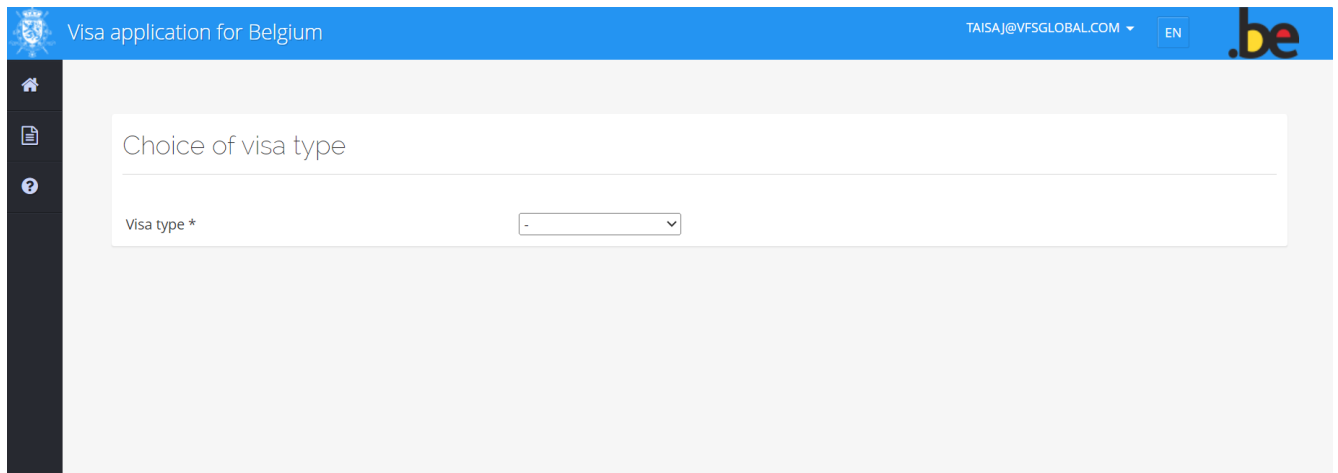 Visa application for Belgium
TAISAJ@VFSGLOBAL.COM
EN
.be
Choice of visa type
Visa type *
-